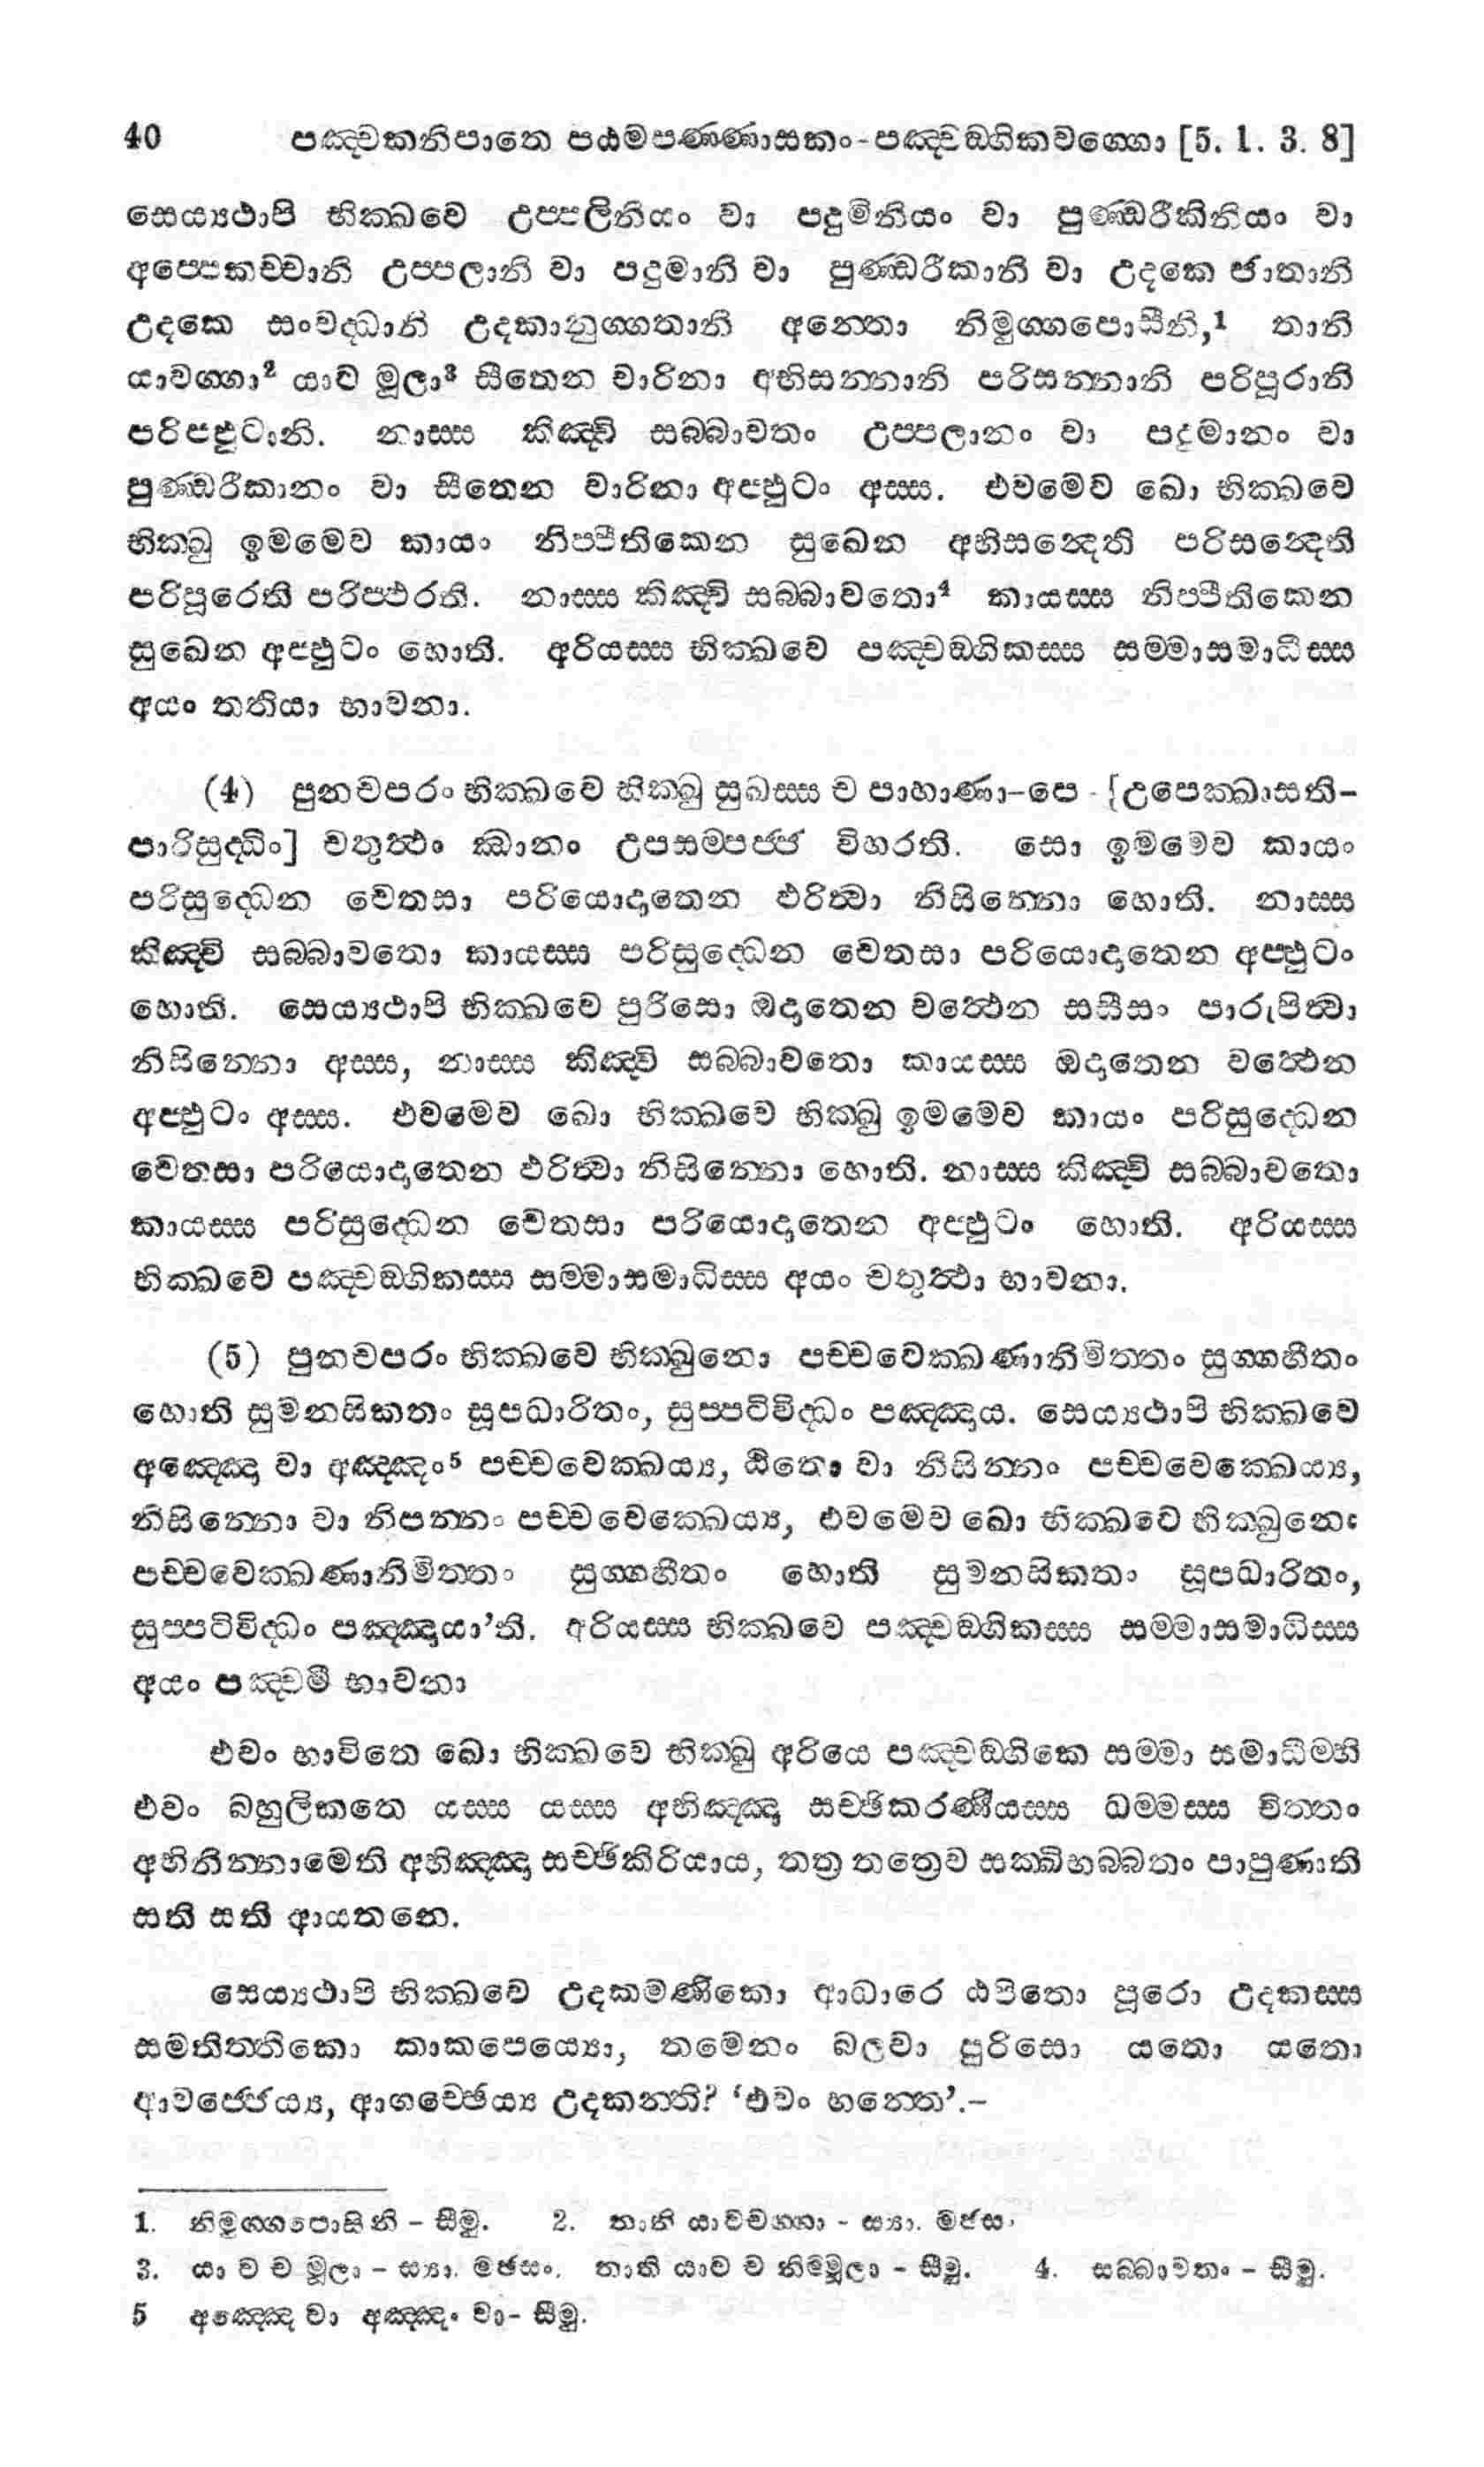 40 පඤ්චකනිපාතෙ පඨමපණ්ණාසකං-පඤ්චඞ්ගිකවග්ගො [5. 1. 3. 8]
සෙය්‍යථාපි භික්ඛවෙ උප්පලිනියං වා පදුමිනියං වා පුණ්ඩරීකිනියං වා
අප්පෙකච්චානි උප්පලානි වා පදුමානි වා පුණ්ඩරීකානි වා උදකෙ ජාතානි
උදකෙ සංවද්ධානි උදකානුග්ගතානි අන්තො නිමුග්ගපොසීනි,1 තානි
යාවග්ගා2 යාච මූලා3 සීතෙන වාරිනා අභිසන්නානි පරිසන්නානි පරිපූරානි
පරිප්ඵුටානි. නාස්ස කිඤ්චි සබ්බාවතං උප්පලානං වා පදුමානං වා
පුණ්ඩරීකානං වා සීතෙන වාරිනා අප්ඵුටං අස්ස. එවමෙව ඛො භික්ඛවෙ
භික්ඛු ඉමමෙව කායං නිප්පීතිකෙන සුඛෙන අභිසන්දෙති පරිසන්දෙති
පරිපූරෙති පරිප්ඵරති. නාස්ස කිඤ්චි සබ්බාවතො4 කායස්ස නිප්පීතිකෙන
සුඛෙන අප්ඵුටං හොති. අරියස්ස භික්ඛවෙ පඤ්චඞ්ගිකස්ස සම්මාසමාධිස්ස
අයං තතියා භාවනා.
(4) පුනචපරං භික්ඛවෙ භික්ඛු සුඛස්ස ච පාහාණා-පෙ - [උපෙක්ඛාසති-
පාරිසුද්ධිං] චතුත්ථං ඣානං උපසම්පජ්ජ විහරති. සො ඉමමෙව කායං
පරිසුද්ධෙන චෙතසා පරියොදාතෙන ඵරිත්වා නිසින්නො හොති. නාස්ස
කිඤ්චි සබ්බාවතො කායස්ස පරිසුද්ධෙන චෙතසා පරියොදාතෙන අප්ඵුටං
හොති. සෙය්‍යථාපි භික්ඛවෙ පුරිසො ඔදාතෙන වත්ථෙන සසීසං පාරුපිත්වා
නිසින්නො අස්ස, නාස්ස කිඤ්චි සබ්බාවතො කායස්ස ඔදාතෙන වත්ථෙන
අප්ඵුටං අස්ස. එවමෙව ඛො භික්ඛවෙ භික්ඛු ඉමමෙව කායං පරිසුද්ධෙන
චෙතසා පරියොදාතෙන ඵරිත්වා නිසින්නො හොති. නාස්ස කිඤ්චි සබ්බාවතො
කායස්ස පරිසුද්ධෙන චෙතසා පරියොදාතෙන අප්ඵුටං හොති. අරියස්ස
භික්ඛවෙ පඤ්චඞ්ගිකස්ස සම්මාසමාධිස්ස අයං චතුත්ථා භාවනා.
(5) පුනචපරං භික්ඛවෙ භික්ඛුනො පච්චවෙක්ඛණානිමිත්තං සුග්ගහීතං
හොති සුමනසිකතං සූපධාරිතං, සුප්පටිවිද්ධං පඤ්ඤාය. සෙය්‍යථාපි භික්ඛවෙ
අඤ්ඤො වා අඤ්ඤං5 පච්චවෙක්ඛය්‍ය, ඨිතො වා නිසින්නං පච්චවෙක්ඛෙය්‍ය,
නිසින්නො වා නිපන්නං පච්චවෙක්ඛෙය්‍ය, එවමෙව ඛො භික්ඛවෙ භික්ඛුනො
පච්චවෙක්ඛණානිමිත්තං සුග්ගහීතං හොති සුමනසිකතං සූපධාරිතං,
සුප්පටිවිද්ධං පඤ්ඤායා’ති. අරියස්ස භික්ඛවෙ පඤ්චඞ්ගිකස්ස සම්මාසමාධිස්ස
අයං පඤ්චමී භාවනා
එවං භාවිතෙ ඛො භික්ඛවෙ භික්ඛු අරියෙ පඤ්චඞ්ගිකෙ සම්මා සමාධිම්හි
එවං බහුලිකතෙ යස්ස යස්ස අභිඤ්ඤා සච්ඡිකරණීයස්ස ධම්මස්ස චිත්තං
අභිනින්නාමෙති අභිඤ්ඤා සච්ඡිකිරියාය, තත්‍ර තත්‍රෙව සක්ඛිභබ්බතං පාපුණාති
සති සති ආයතනෙ.
සෙය්‍යථාපි භික්ඛවෙ උදකමණිකො ආධාරෙ ඨපිතො පූරො උදකස්ස
සමතිත්තිකො කාකපෙය්‍යො, තමෙනං බලවා පුරිසො යතො යතො
ආවජ්ජෙය්‍ය, ආගච්ඡෙය්‍ය උදකන්ති? ‘එවං භන්තෙ’.–
1. නිමුග්ගපොසිනි - සීමු. 2. තානි යාව චග්ගා - ස්‍යා. මජ්සං
3. යා ව ච මූලා - ස්‍යා. මඡසං. තානි යාව ච නිම්මූලා - සීමු. 4. සබ්බාවතං - සීමු.
5 අඤ්ඤෙ වා අඤ්ඤං වා- සීමු.